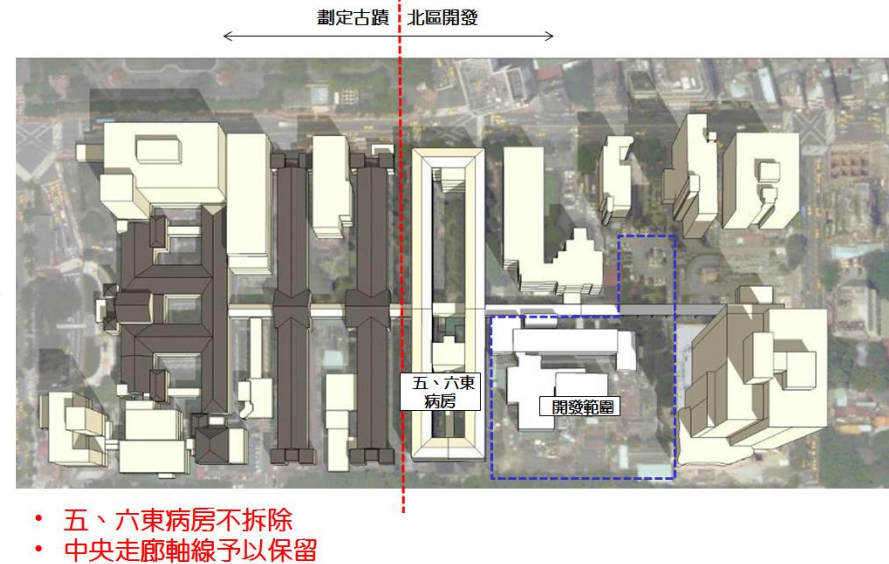 劃定古蹟 北區開發
五、六東
病房
開發範圍
• 五、六東病房不拆除
• 中央走廊軸線予以保留